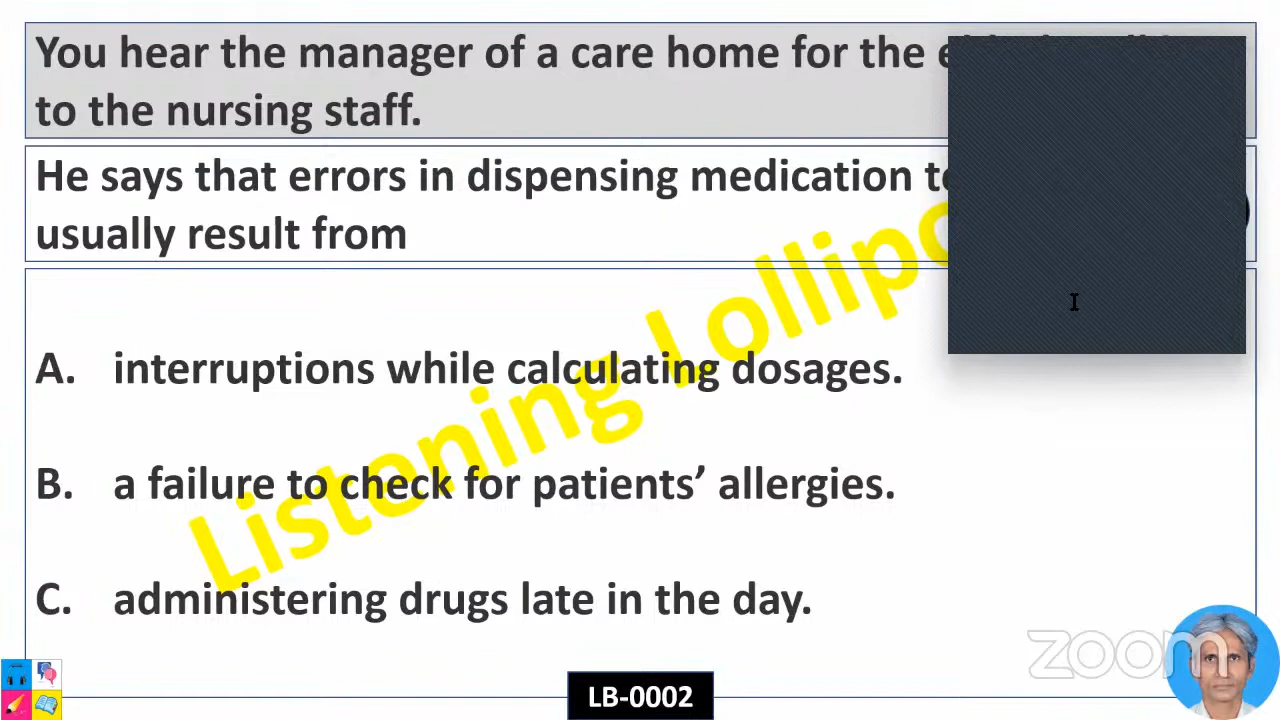 You hear the manager of a care home for the
to the nursing staff.
He says that errors in dispensing medication
usually result from
A. interruptions while calculating dosages.
B. a failure to check for patients’ allergies.
C. administering drugs late in the day.
Listening
zoom
LB-0002